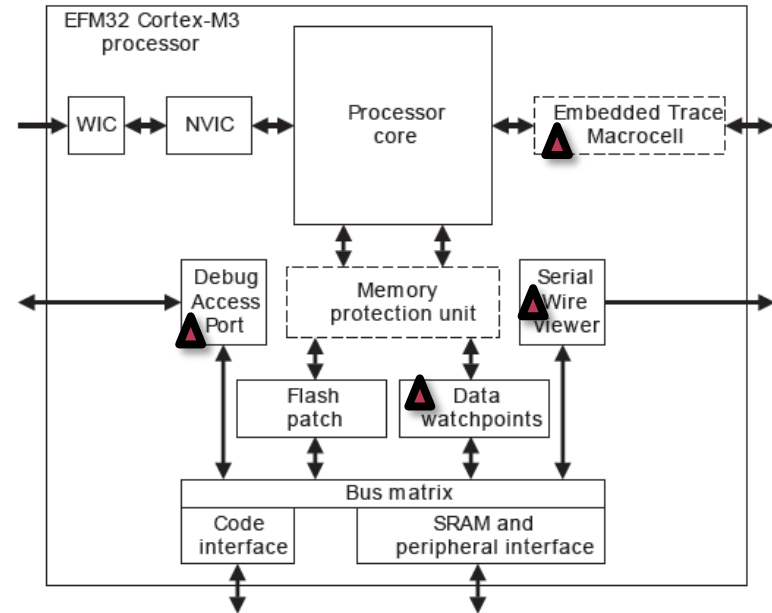 EFM32 Cortex-M3
processor
WIC
NVIC
Processor
core
Embedded Trace
Macrocell
Debug
Access
Port
Memory
protection unit
Serial
Wire
viewer
Flash
patch
Data
watchpoints
Bus matrix
Code
interface
SRAM and
peripheral interface